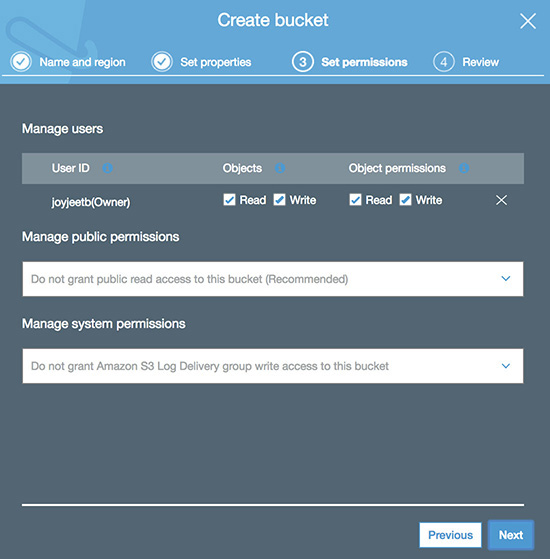 Create bucket
Name and region Set properties 3 Set permissions 4 Review
Manage users
User ID Objects Object permissions
joyjeetb(Owner) Read Write Read Write
Manage public permissions
Do not grant public read access to this bucket (Recommended)
Manage system permissions
Do not grant Amazon S3 Log Delivery group write access to this bucket
Previous Next